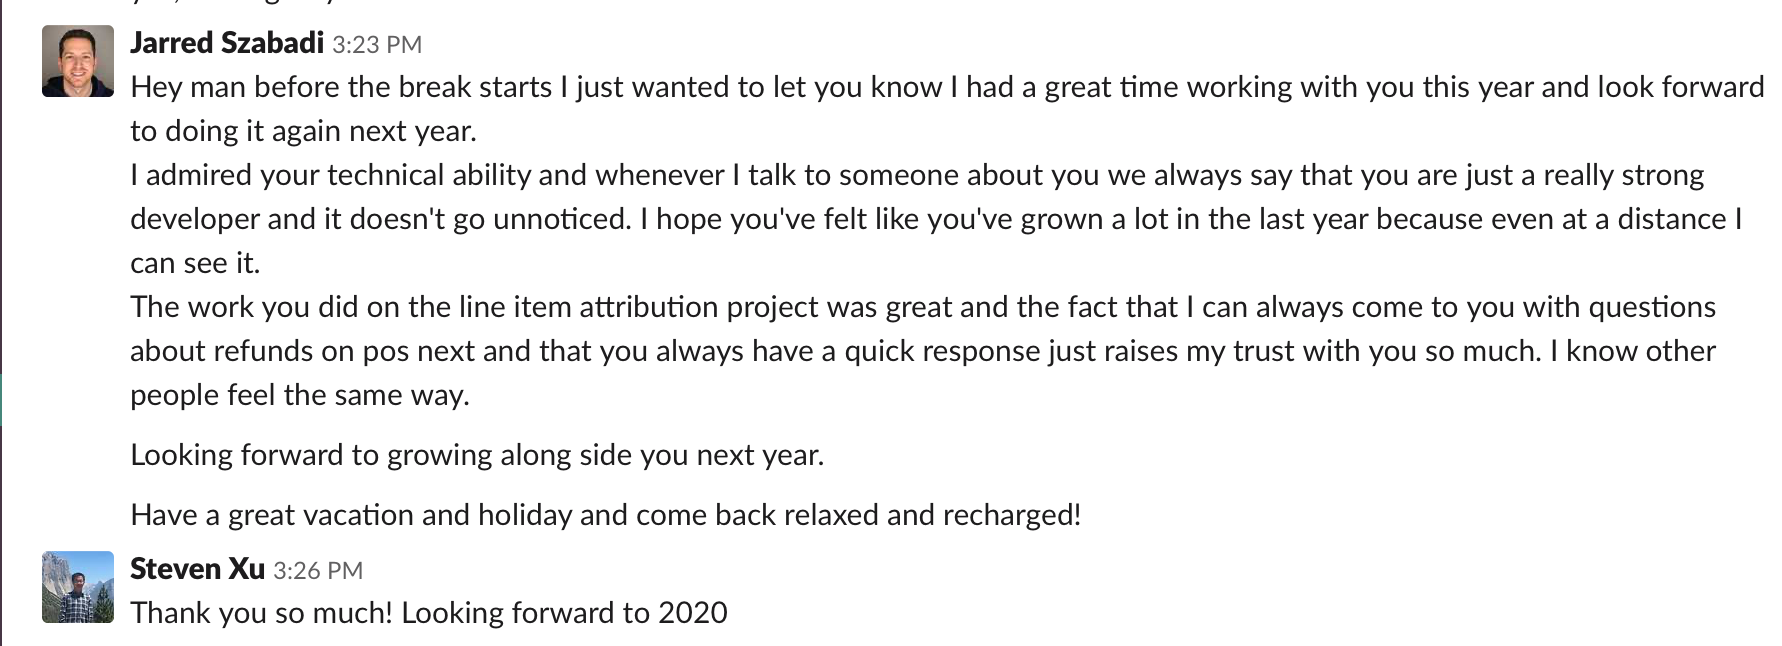 Jarred Szabadi 3:23 PM
Hey man before the break starts I just wanted to let you know I had a great time working with you this year and look forward
to doing it again next year.
I admired your technical ability and whenever I talk to someone about you we always say that you are just a really strong
developer and it doesn't go unnoticed. I hope you've felt like you've grown a lot in the last year because even at a distance I
can see it.
The work you did on the line item attribution project was great and the fact that I can always come to you with questions
about refunds on pos next and that you always have a quick response just raises my trust with you so much. I know other
people feel the same way.
Looking forward to growing along side you next year.
Have a great vacation and holiday and come back relaxed and recharged!
Steven Xu 3:26 PM
Thank you so much! Looking forward to 2020